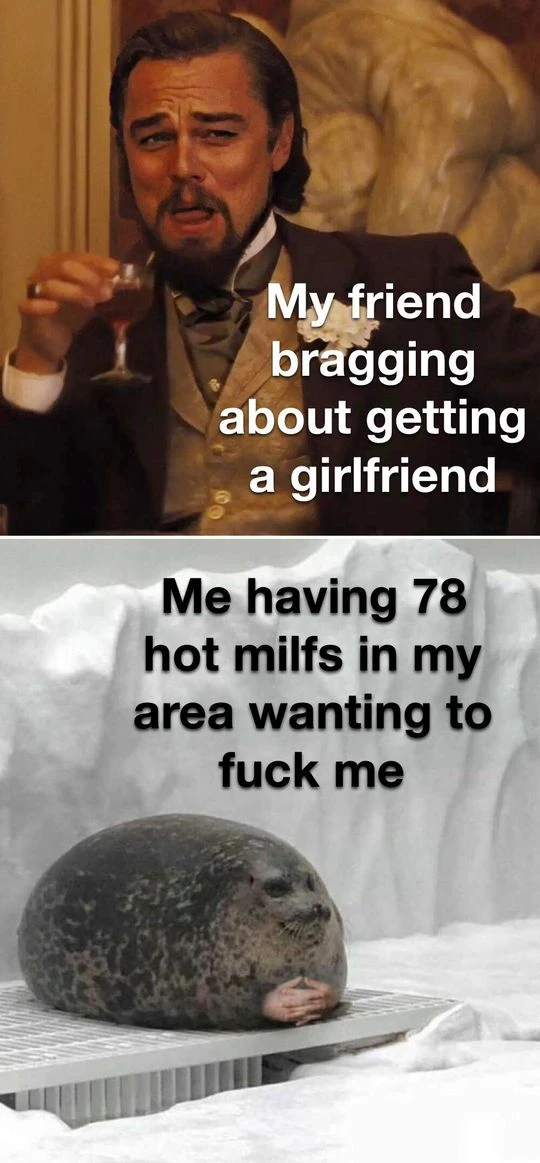 My friend
bragging
about getting
a girlfriend
Me having 78
hot milfs in my
area wanting to
fuck me